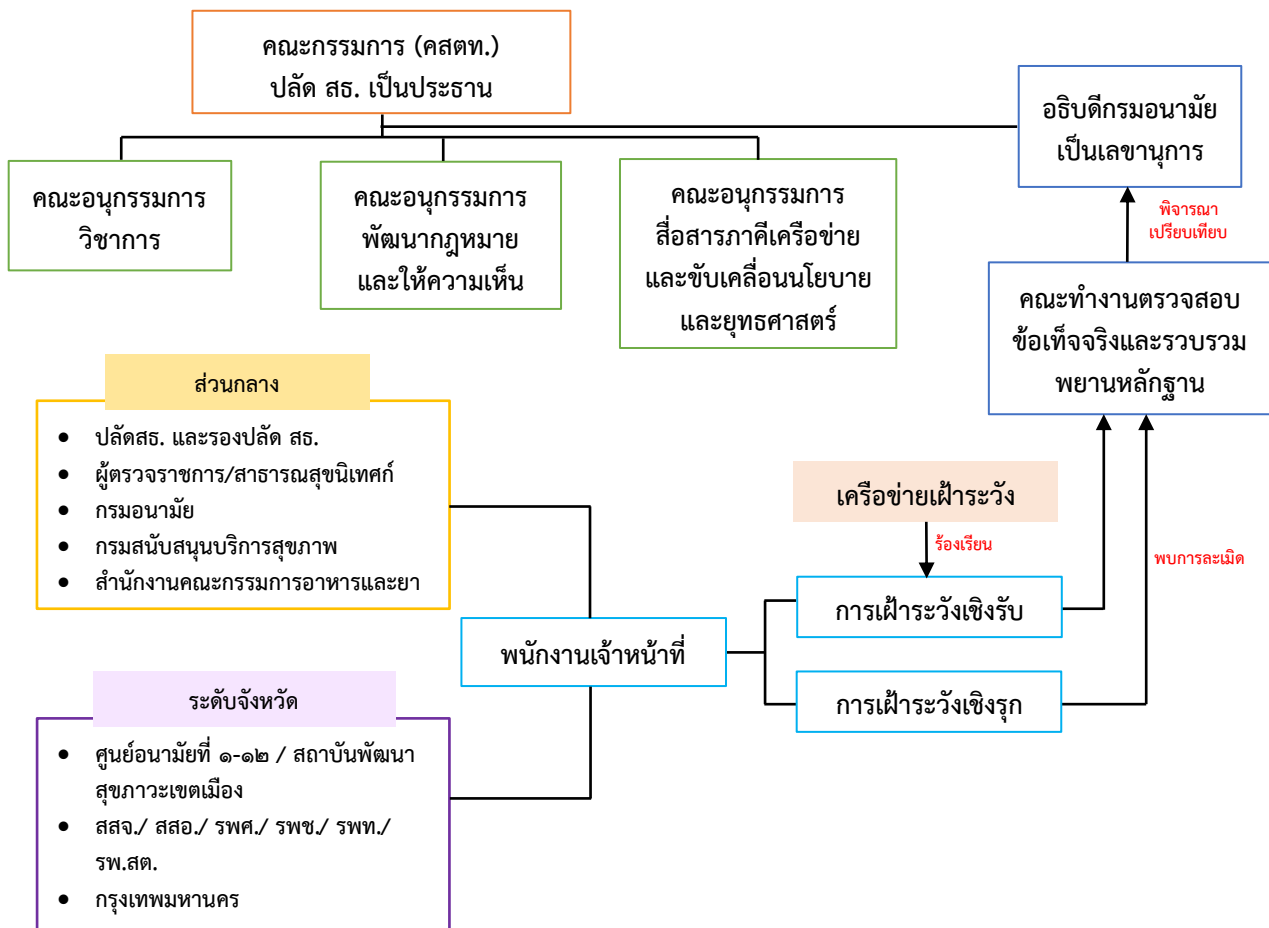 คณะกรรมการ (คสตท.)
ปลัด สธ. เป็นประธาน
อธิบดีกรมอนามัย
เป็นเลขานุการ
คณะอนุกรรมการ
วิชาการ
คณะอนุกรรมการ
พัฒนากฎหมาย
และให้ความเห็น
คณะอนุกรรมการ
สื่อสารภาคีเครือข่าย
และขับเคลื่อนนโยบาย
และยุทธศาสตร์
พิจารณา
เปรียบเทียบ
คณะทำงานตรวจสอบ
ข้อเท็จจริงและรวบรวม
พยานหลักฐาน
ส่วนกลาง
• ปลัดสธ. และรองปลัด สธ.
• ผู้ตรวจราชการ/สาธารณสุขนิเทศก์
• กรมอนามัย
• กรมสนับสนุนบริการสุขภาพ
• สำนักงานคณะกรรมการอาหารและยา
เครือข่ายเฝ้าระวัง
ร้องเรียน
พบการละเมิด
การเฝ้าระวังเชิงรับ
พนักงานเจ้าหน้าที่
การเฝ้าระวังเชิงรุก
ระดับจังหวัด
• ศูนย์อนามัยที่ ๑-๑๒ / สถาบันพัฒนา
สุขภาวะเขตเมือง
• สสจ./ สสอ./ รพศ./ รพช./ รพท./
รพ.สต.
• กรุงเทพมหานคร